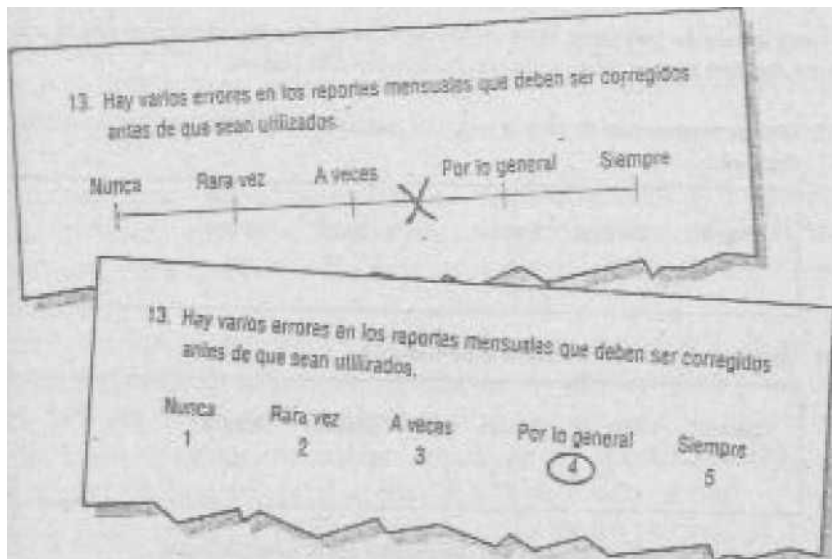 13. Hay varios errores en los reportes mensuales que deben ser corregidos
antes de que sean utilizados.
Nunca Rara vez A veces Por lo general Siempre
13. Hay varios errores en los reportes mensuales que deben ser corregidos
antes de que sean utilizados.
Nunca Rara vez A veces Por lo general Siempre
1 2 3 4 5